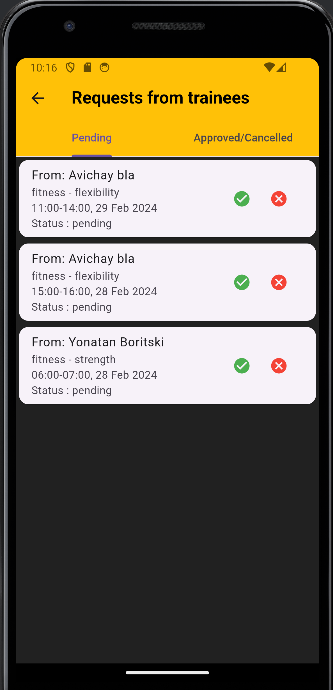 10:16
Requests from trainees
Pending
Approved/Cancelled
From: Avichay bla
fitness - flexibility
11:00-14:00, 29 Feb 2024
Status : pending
From: Avichay bla
fitness - flexibility
15:00-16:00, 28 Feb 2024
Status : pending
From: Yonatan Boritski
fitness - strength
06:00-07:00, 28 Feb 2024
Status : pending